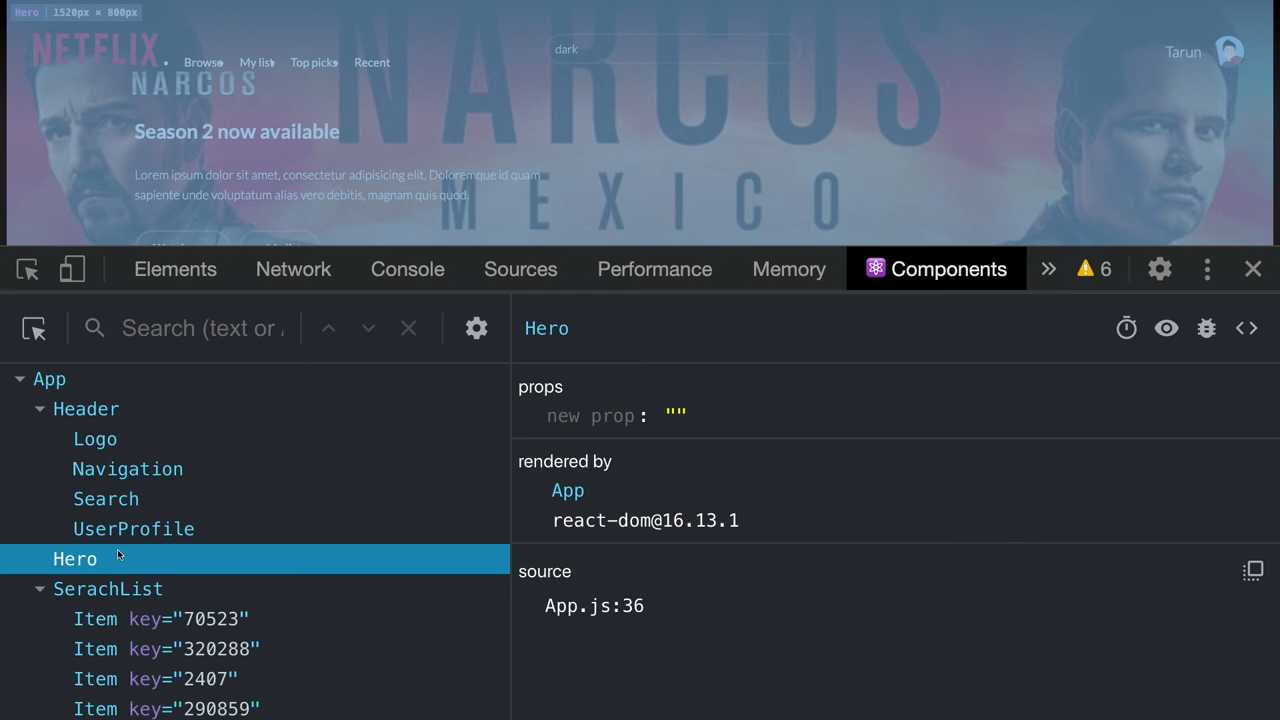 Hero | 1520px × 800px
NETFLIX
Browse My list Top picks Recent
dark
Tarun
NARCOS
NARCOS
Season 2 now available
Lorem ipsum dolor sit amet, consectetur adipisicing elit. Doloremque id quam
sapiente unde voluptatum alias vero debitis, magnam quis quod.
MEXICO
Elements Network Console Sources Performance Memory Components 6
Search (text or /
Hero
App
Header
Logo
Navigation
Search
UserProfile
Hero
SerachList
Item key="70523"
Item key="320288"
Item key="2407"
Item key="290859"
props
new prop: ""
rendered by
App
react-dom@16.13.1
source
App.js:36